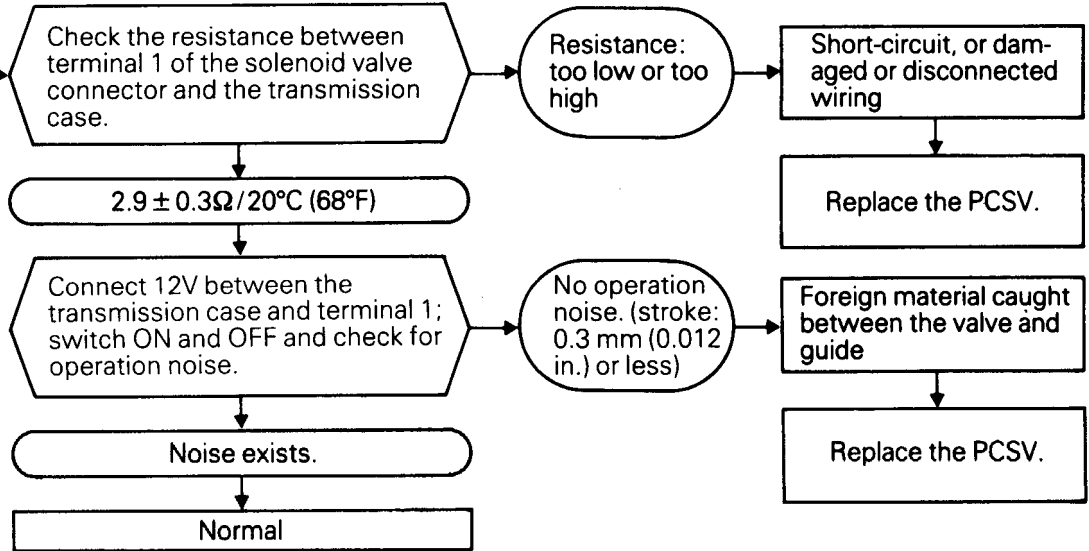 Check the resistance between
terminal 1 of the solenoid valve
connector and the transmission
case.
Resistance:
too low or too
high
Short-circuit, or dam-
aged or disconnected
wiring
2.9 ± 0.3Ω/20°C (68°F)
Replace the PCSV.
Connect 12V between the
transmission case and terminal 1;
switch ON and OFF and check for
operation noise.
No operation
noise. (stroke:
0.3 mm (0.012
in.) or less)
Foreign material caught
between the valve and
guide
Noise exists.
Replace the PCSV.
Normal